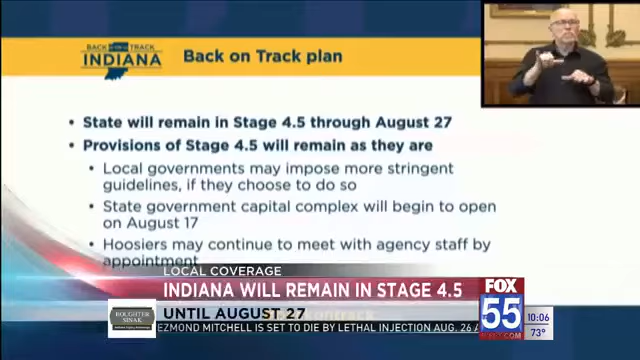 BACK ON TRACK
INDIANA
Back on Track plan
• State will remain in Stage 4.5 through August 27
• Provisions of Stage 4.5 will remain as they are
• Local governments may impose more stringent
guidelines, if they choose to do so
• State government capital complex will begin to open
on August 17
• Hoosiers may continue to meet with agency staff by
appointment
LOCAL COVERAGE
INDIANA WILL REMAIN IN STAGE 4.5
UNTIL AUGUST 27
FOX
55
10:06
73°
EZMOND MITCHELL IS SET TO DIE BY LETHAL INJECTION AUG. 26 A